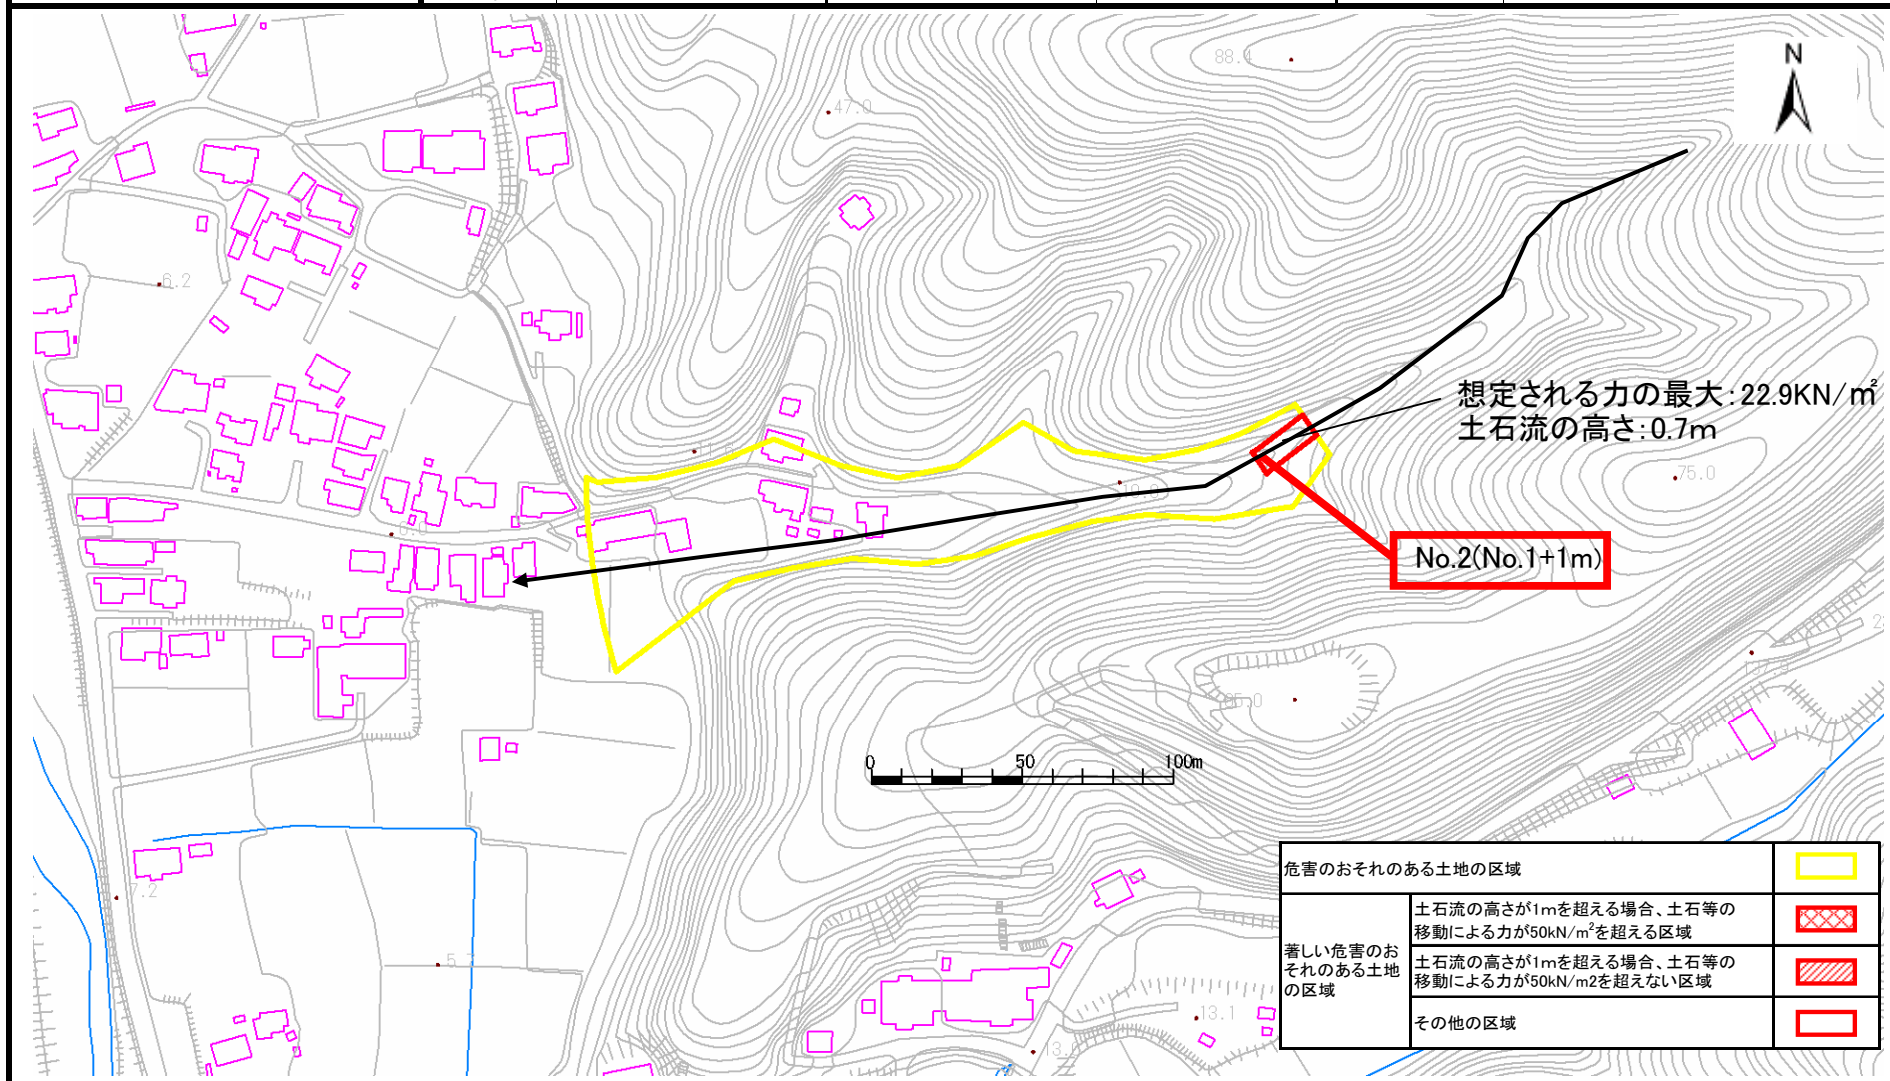 88.4
N
47.0
6.2
想定される力の最大：22.9KN/㎡
土石流の高さ：0.7m
75.0
No.2(No.1+1m)
0 50 100m
危害のおそれのある土地の区域
著しい危害のおそれのある土地の区域
土石流の高さが1mを超える場合、土石等の
移動による力が50kN/㎡を超える区域
土石流の高さが1mを超える場合、土石等の
移動による力が50kN/m2を超えない区域
その他の区域
7.2
13.1